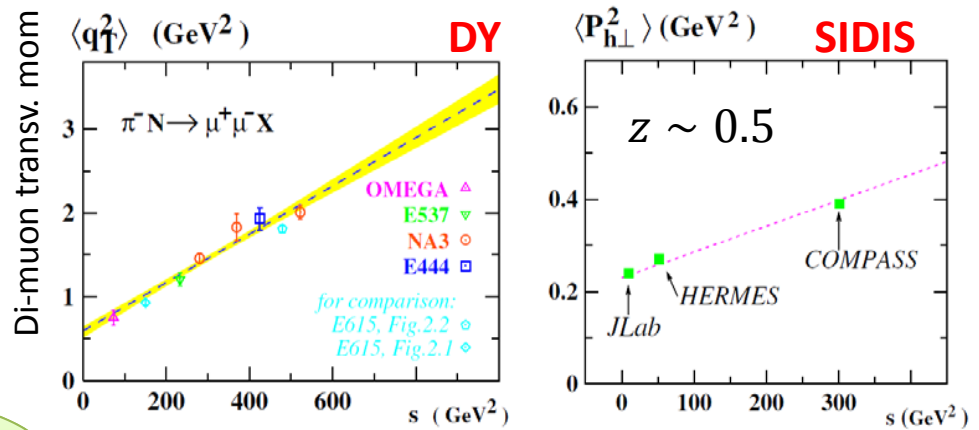 Di-muon transv. mom
⟨q_T^2⟩ (GeV^2) DY
π^- N → μ^+ μ^- X
OMEGA
E537
NA3
E444
for comparison:
E615, Fig.2.2
E615, Fig.2.1
3
2
1
0
0 200 400 600
s (GeV^2)
⟨P_{h⊥}^2⟩ (GeV^2) SIDIS
z ~ 0.5
COMPASS
HERMES
JLab
0.6
0.4
0.2
0
0 100 200 300
s (GeV^2)